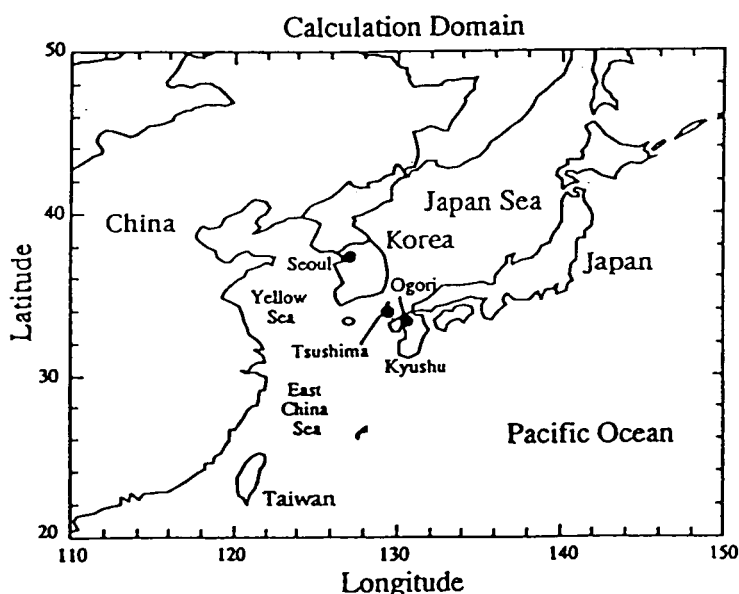 Calculation Domain
50
40
30
20
Latitude
China
Japan Sea
Korea
Seoul
Ogori
Japan
Yellow
Sea
Tsushima
Kyushu
East
China
Sea
Pacific Ocean
Taiwan
110
120
130
140
150
Longitude